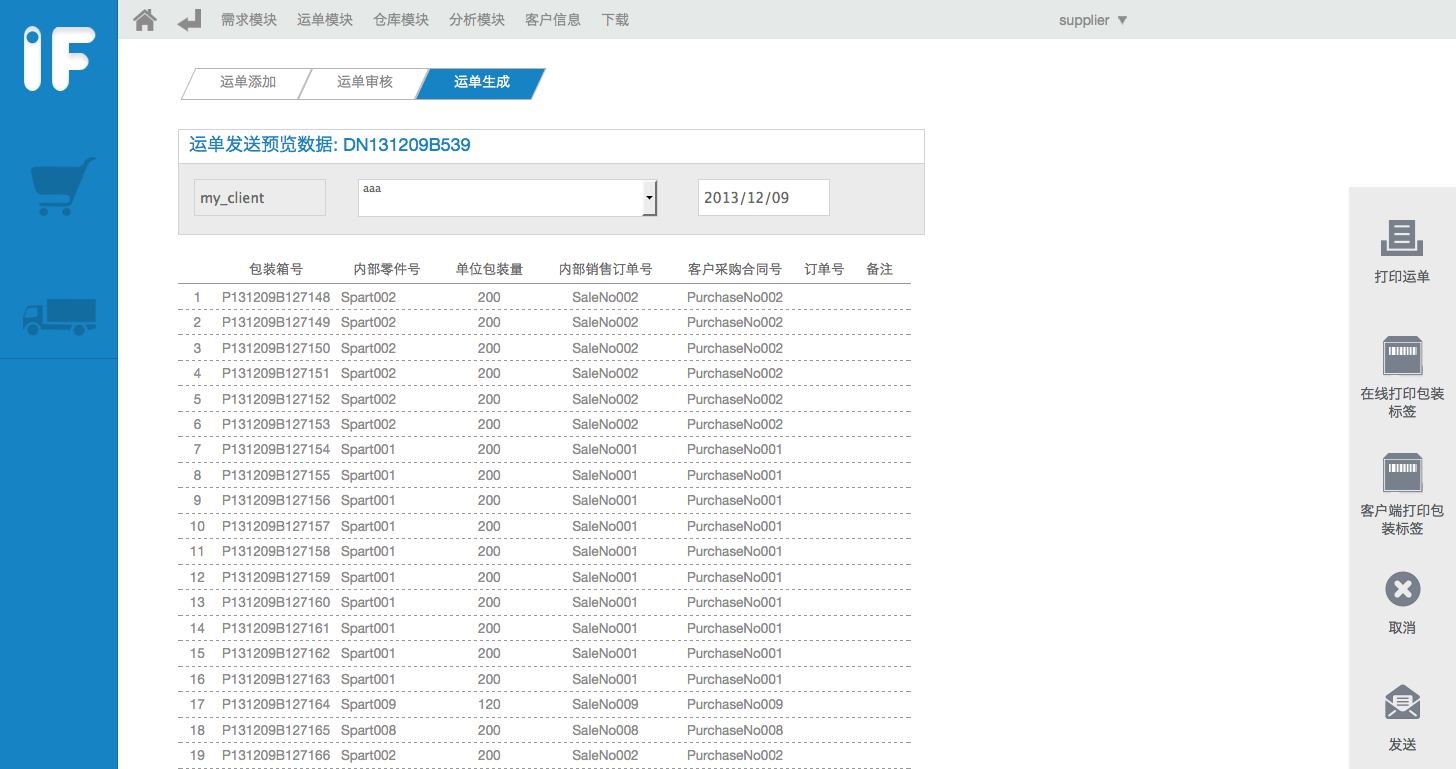 iF
需求模块 运单模块 仓库模块 分析模块 客户信息 下载 supplier ▼
运单添加 运单审核 运单生成
运单发送预览数据: DN131209B539
my_client aaa 2013/12/09
包装箱号 内部零件号 单位包装量 内部销售订单号 客户采购合同号 订单号 备注
1 P131209B127148 Spart002 200 SaleNo002 PurchaseNo002
2 P131209B127149 Spart002 200 SaleNo002 PurchaseNo002
3 P131209B127150 Spart002 200 SaleNo002 PurchaseNo002
4 P131209B127151 Spart002 200 SaleNo002 PurchaseNo002
5 P131209B127152 Spart002 200 SaleNo002 PurchaseNo002
6 P131209B127153 Spart002 200 SaleNo002 PurchaseNo002
7 P131209B127154 Spart001 200 SaleNo001 PurchaseNo001
8 P131209B127155 Spart001 200 SaleNo001 PurchaseNo001
9 P131209B127156 Spart001 200 SaleNo001 PurchaseNo001
10 P131209B127157 Spart001 200 SaleNo001 PurchaseNo001
11 P131209B127158 Spart001 200 SaleNo001 PurchaseNo001
12 P131209B127159 Spart001 200 SaleNo001 PurchaseNo001
13 P131209B127160 Spart001 200 SaleNo001 PurchaseNo001
14 P131209B127161 Spart001 200 SaleNo001 PurchaseNo001
15 P131209B127162 Spart001 200 SaleNo001 PurchaseNo001
16 P131209B127163 Spart001 200 SaleNo001 PurchaseNo001
17 P131209B127164 Spart009 120 SaleNo009 PurchaseNo009
18 P131209B127165 Spart008 200 SaleNo008 PurchaseNo008
19 P131209B127166 Spart002 200 SaleNo002 PurchaseNo002
打印运单
在线打印包装
标签
客户端打印包
装标签
取消
发送